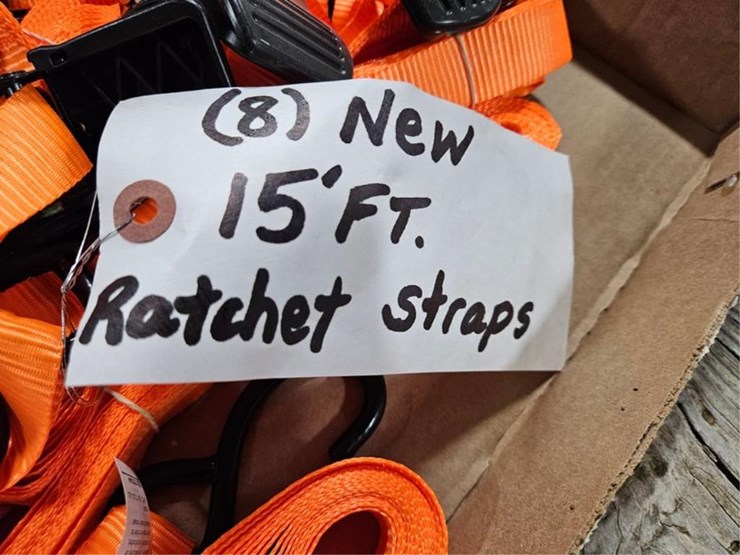 (8) New
15' FT.
Ratchet straps